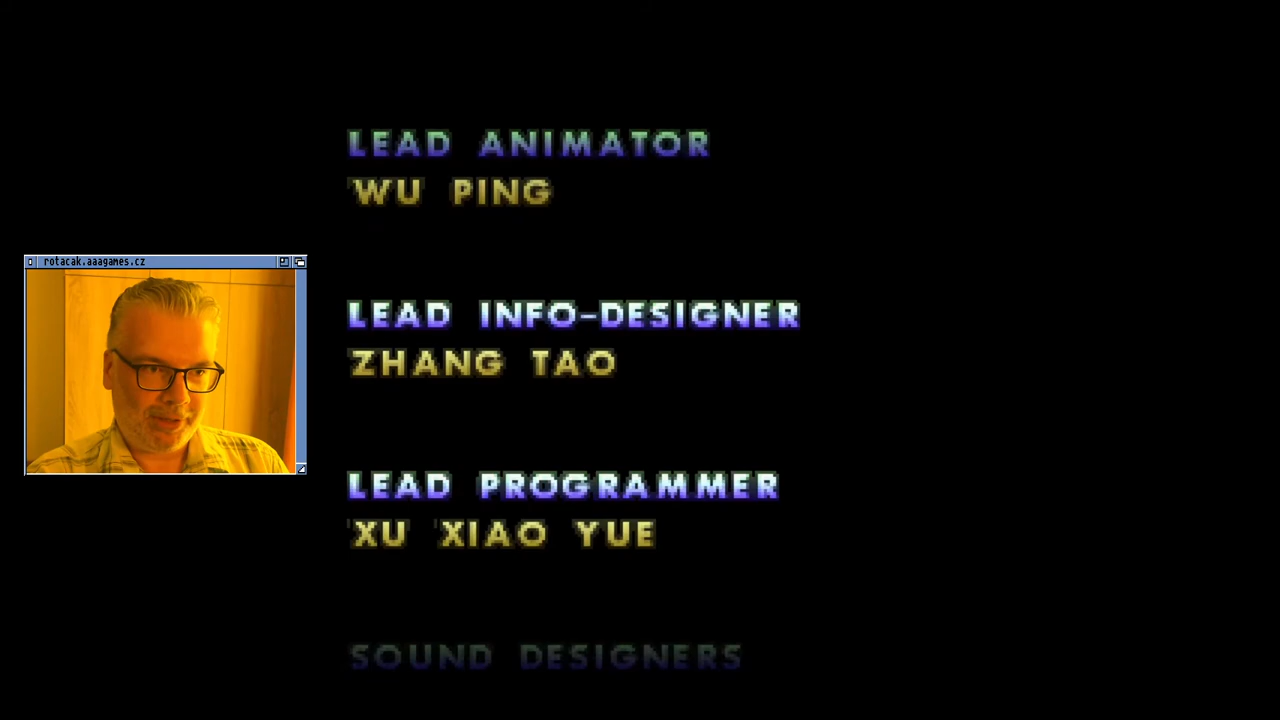 LEAD ANIMATOR
WU PING
rotacak.aaagames.cz
LEAD INFO-DESIGNER
ZHANG TAO
LEAD PROGRAMMER
XU XIAO YUE
SOUND DESIGNERS